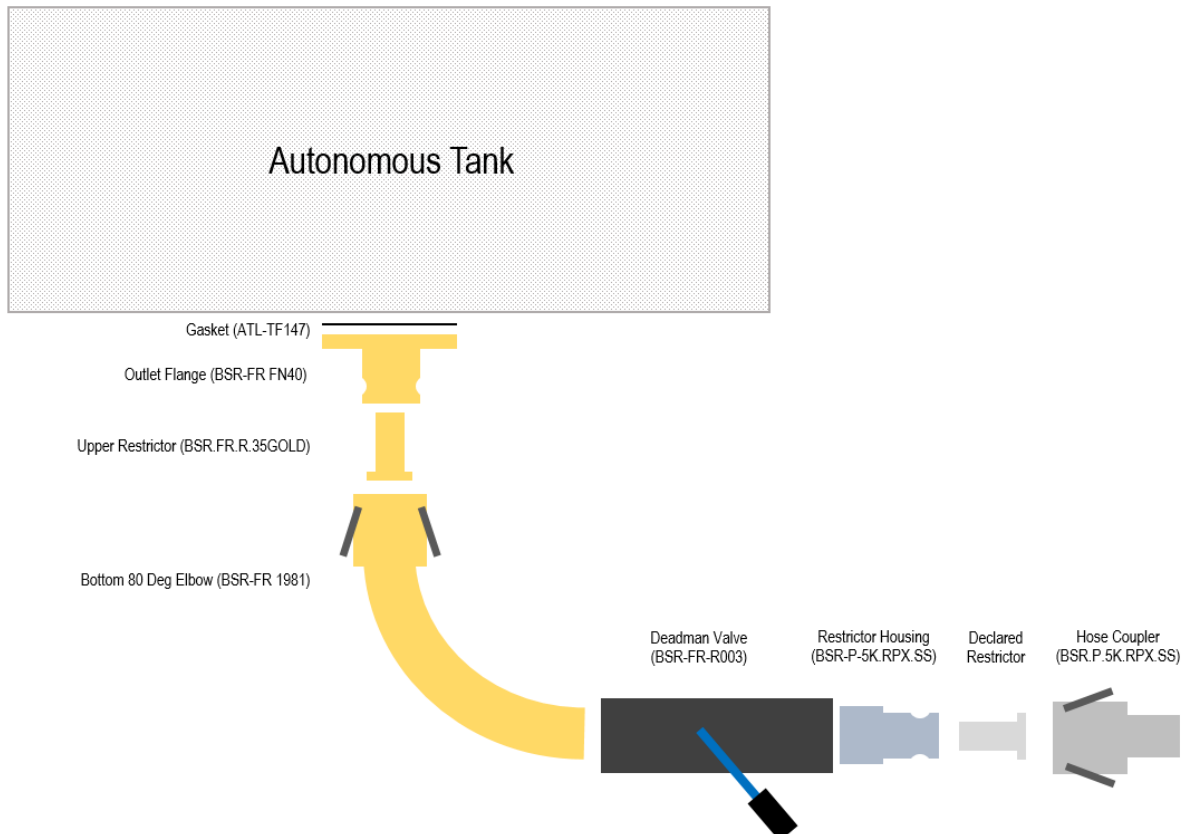 Autonomous Tank
Gasket (ATL-TF147)
Outlet Flange (BSR-FR FN40)
Upper Restrictor (BSR.FR.R.35GOLD)
Bottom 80 Deg Elbow (BSR-FR 1981)
Deadman Valve
(BSR-FR-R003)
Restrictor Housing
(BSR-P-5K.RPX.SS)
Declared
Restrictor
Hose Coupler
(BSR.P.5K.RPX.SS)